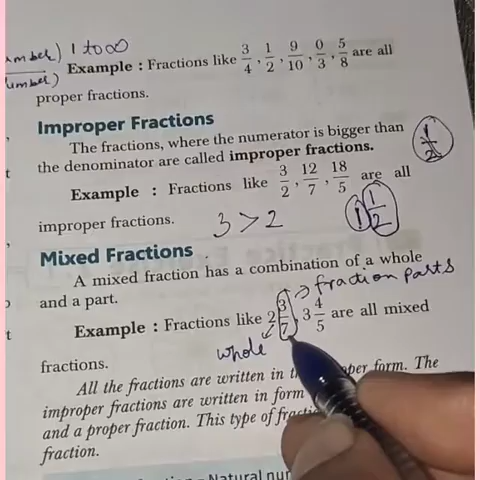 umber) 1 to ∞
umber) Example : Fractions like 3/4, 1/2, 9/10, 0/3, 5/8 are all
proper fractions.
Improper Fractions
The fractions, where the numerator is bigger than
the denominator are called improper fractions.
1/2
Example : Fractions like 3/2, 12/7, 18/5 are all
improper fractions. 3 > 2 1 1/2
Mixed Fractions
A mixed fraction has a combination of a whole
and a part. → fraction parts
Example : Fractions like 2 3/7, 3 4/5 are all mixed
whole
fractions.
All the fractions are written in per form. The
improper fractions are written in form
and a proper fraction. This type of fracti
fraction.
Natural nu